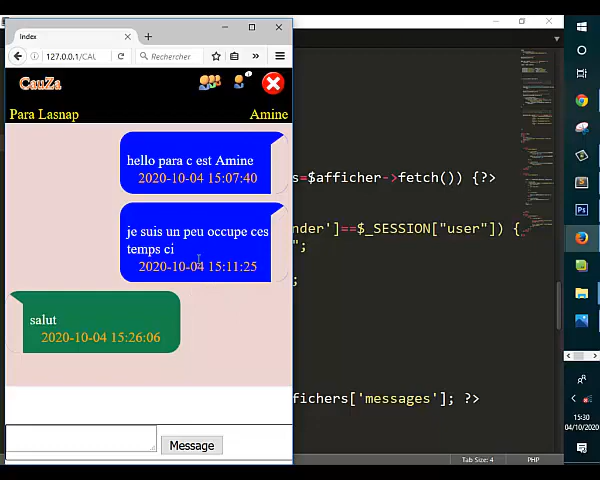 Index
127.0.0.1/CAU
Rechercher
CauZa
Para Lasnap
Amine
hello para c est Amine
2020-10-04 15:07:40
je suis un peu occupe ces
temps ci
2020-10-04 15:11:25
salut
2020-10-04 15:26:06
Message
s=$afficher->fetch()) {?>
nder']==$_SESSION["user"]) {
";
;
fichers['messages']; ?>
Tab Size: 4
PHP
15:30
04/10/2020